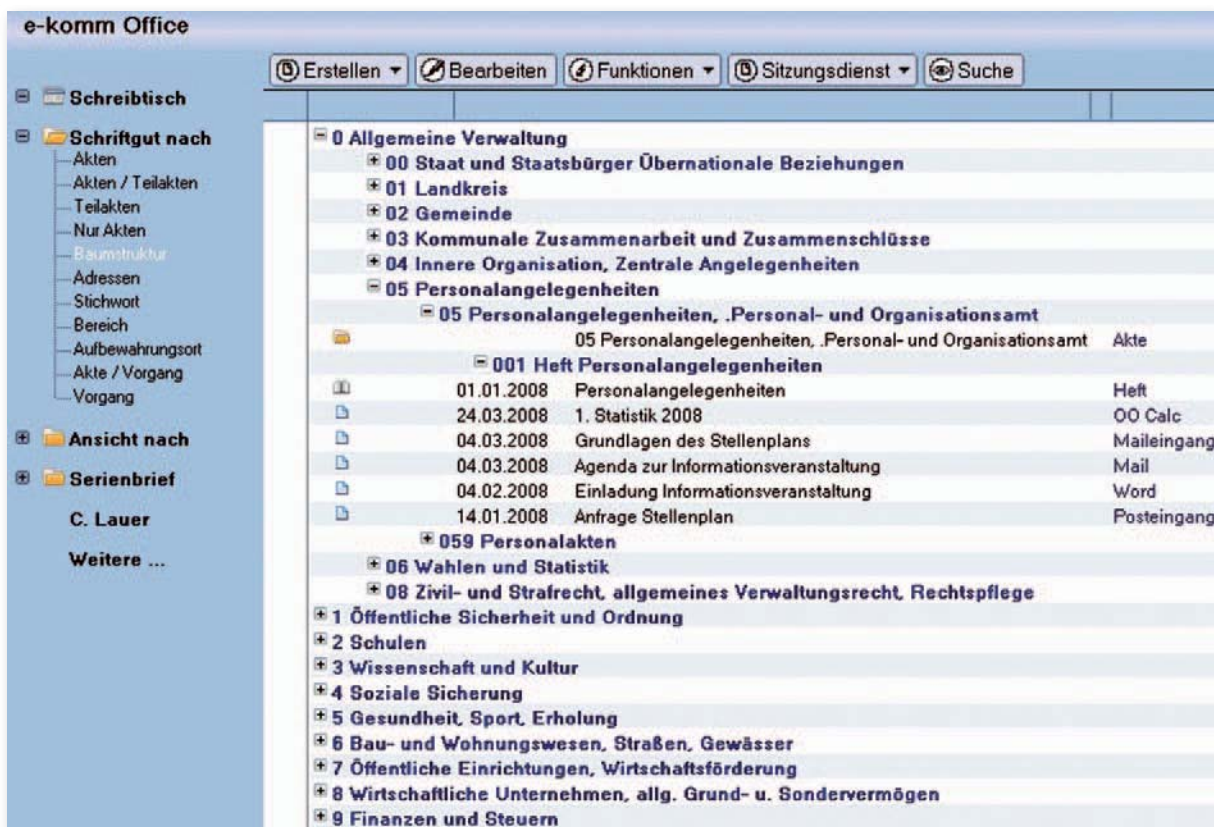 e-komm Office
Erstellen Bearbeiten Funktionen Sitzungsdienst Suche
Schreibtisch
Schriftgut nach
Akten
Akten / Teilakten
Teilakten
Nur Akten
Baumstruktur
Adressen
Stichwort
Bereich
Aufbewahrungsort
Akte / Vorgang
Vorgang
Ansicht nach
Serienbrief
C. Lauer
Weitere ...
0 Allgemeine Verwaltung
00 Staat und Staatsbürger Übernationale Beziehungen
01 Landkreis
02 Gemeinde
03 Kommunale Zusammenarbeit und Zusammenschlüsse
04 Innere Organisation, Zentrale Angelegenheiten
05 Personalangelegenheiten
05 Personalangelegenheiten, .Personal- und Organisationsamt
05 Personalangelegenheiten, .Personal- und Organisationsamt Akte
001 Heft Personalangelegenheiten
01.01.2008 Personalangelegenheiten Heft
24.03.2008 1. Statistik 2008 OO Calc
04.03.2008 Grundlagen des Stellenplans Maileingang
04.03.2008 Agenda zur Informationsveranstaltung Mail
04.02.2008 Einladung Informationsveranstaltung Word
14.01.2008 Anfrage Stellenplan Posteingang
059 Personalakten
06 Wahlen und Statistik
08 Zivil- und Strafrecht, allgemeines Verwaltungsrecht, Rechtspflege
1 Öffentliche Sicherheit und Ordnung
2 Schulen
3 Wissenschaft und Kultur
4 Soziale Sicherung
5 Gesundheit, Sport, Erholung
6 Bau- und Wohnungswesen, Straßen, Gewässer
7 Öffentliche Einrichtungen, Wirtschaftsförderung
8 Wirtschaftliche Unternehmen, allg. Grund- u. Sondervermögen
9 Finanzen und Steuern